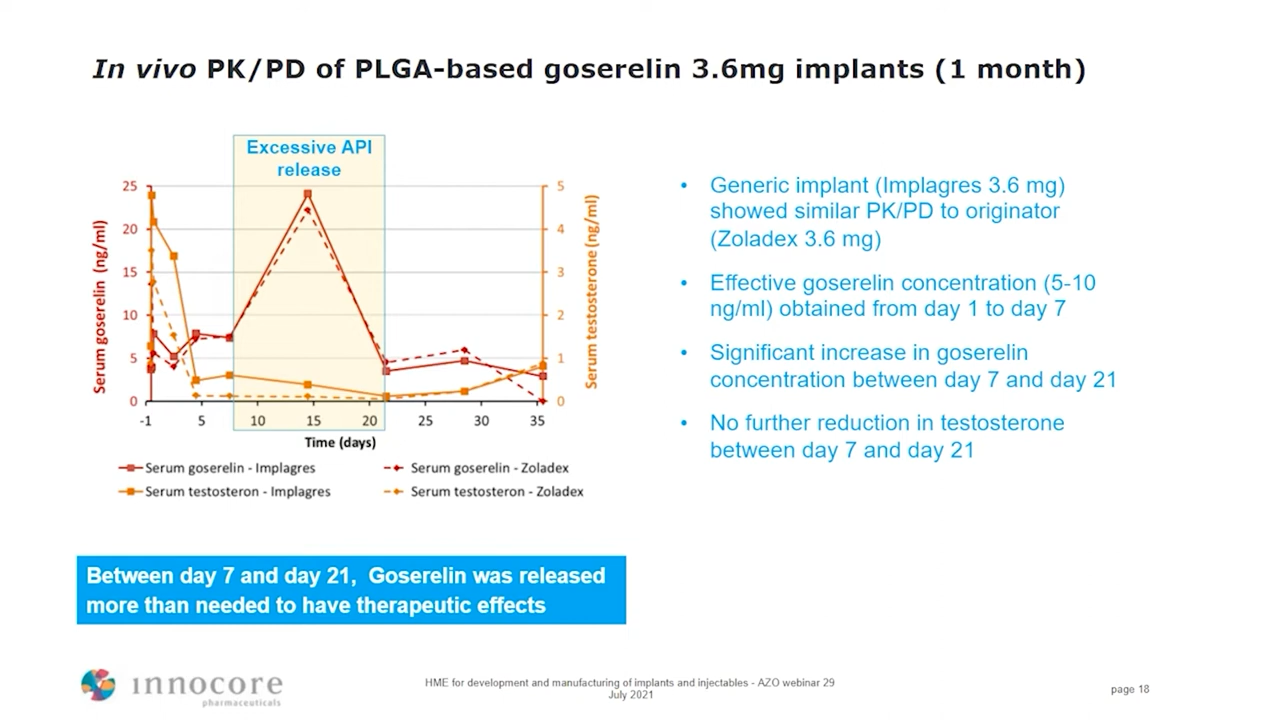 In vivo PK/PD of PLGA-based goserelin 3.6mg implants (1 month)
Excessive API
release
25
20
15
10
5
0
Serum goserelin (ng/ml)
5
4
3
2
1
0
Serum testosterone (ng/ml)
-1
5
10
15
20
25
30
35
Time (days)
Serum goserelin - Implagres
Serum goserelin - Zoladex
Serum testosteron - Implagres
Serum testosteron - Zoladex
• Generic implant (Implagres 3.6 mg)
showed similar PK/PD to originator
(Zoladex 3.6 mg)
• Effective goserelin concentration (5-10
ng/ml) obtained from day 1 to day 7
• Significant increase in goserelin
concentration between day 7 and day 21
• No further reduction in testosterone
between day 7 and day 21
Between day 7 and day 21, Goserelin was released
more than needed to have therapeutic effects
innocore
pharmaceuticals
HME for development and manufacturing of implants and injectables - AZO webinar 29
July 2021
page 18